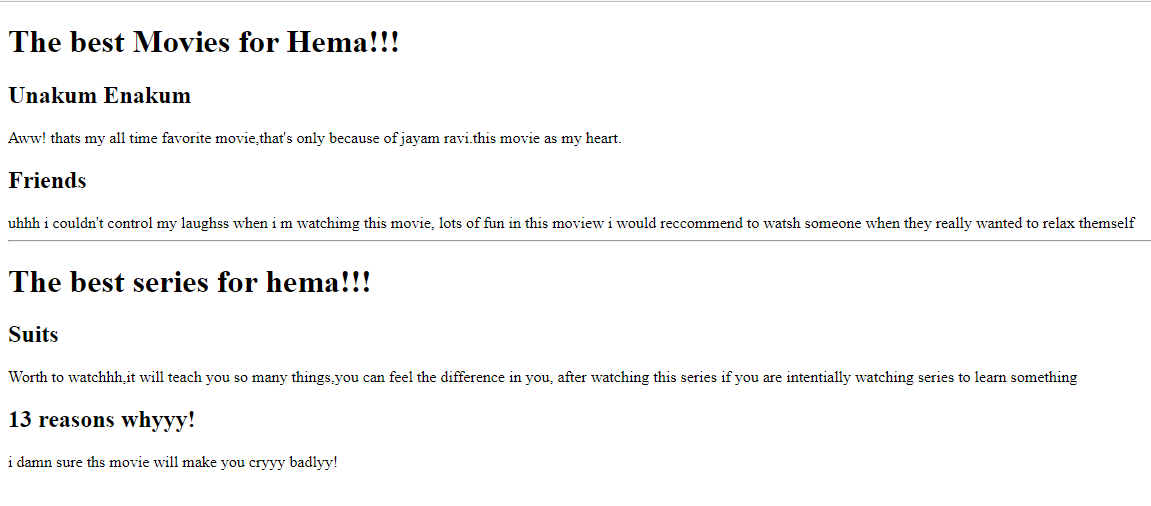 The best Movies for Hema!!!
Unakum Enakum
Aww! thats my all time favorite movie,that's only because of jayam ravi.this movie as my heart.
Friends
uhhh i couldn't control my laughss when i m watchimg this movie, lots of fun in this moview i would reccommend to watsh someone when they really wanted to relax themself
The best series for hema!!!
Suits
Worth to watchhh,it will teach you so many things,you can feel the difference in you, after watching this series if you are intentially watching series to learn something
13 reasons whyyy!
i damn sure ths movie will make you cryyy badlyy!